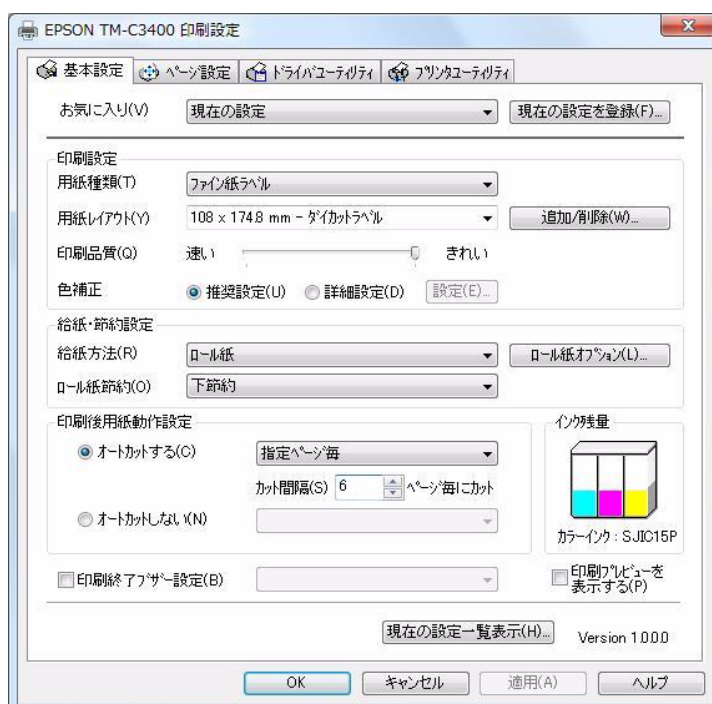 EPSON TM-C3400 印刷設定
基本設定 ページ設定 ドライバユーティリティ プリンタユーティリティ
お気に入り(V) 現在の設定 現在の設定を登録(F)...
印刷設定
用紙種類(T) ファイン紙ラベル
用紙レイアウト(Y) 108 x 174.8 mm - ダイカットラベル 追加/削除(W)...
印刷品質(Q) 速い きれい
色補正 推奨設定(U) 詳細設定(D) 設定(E)...
給紙・節約設定
給紙方法(R) ロール紙 ロール紙オプション(L)...
ロール紙節約(O) 下節約
印刷後用紙動作設定 インク残量
オートカットする(C) 指定ページ毎
カット間隔(S) 6 ページ毎にカット
オートカットしない(N)
カラーインク : SJIC15P
印刷終了ブザー設定(B) 印刷プレビューを
表示する(P)
現在の設定一覧表示(H)... Version 1.0.0.0
OK キャンセル 適用(A) ヘルプ